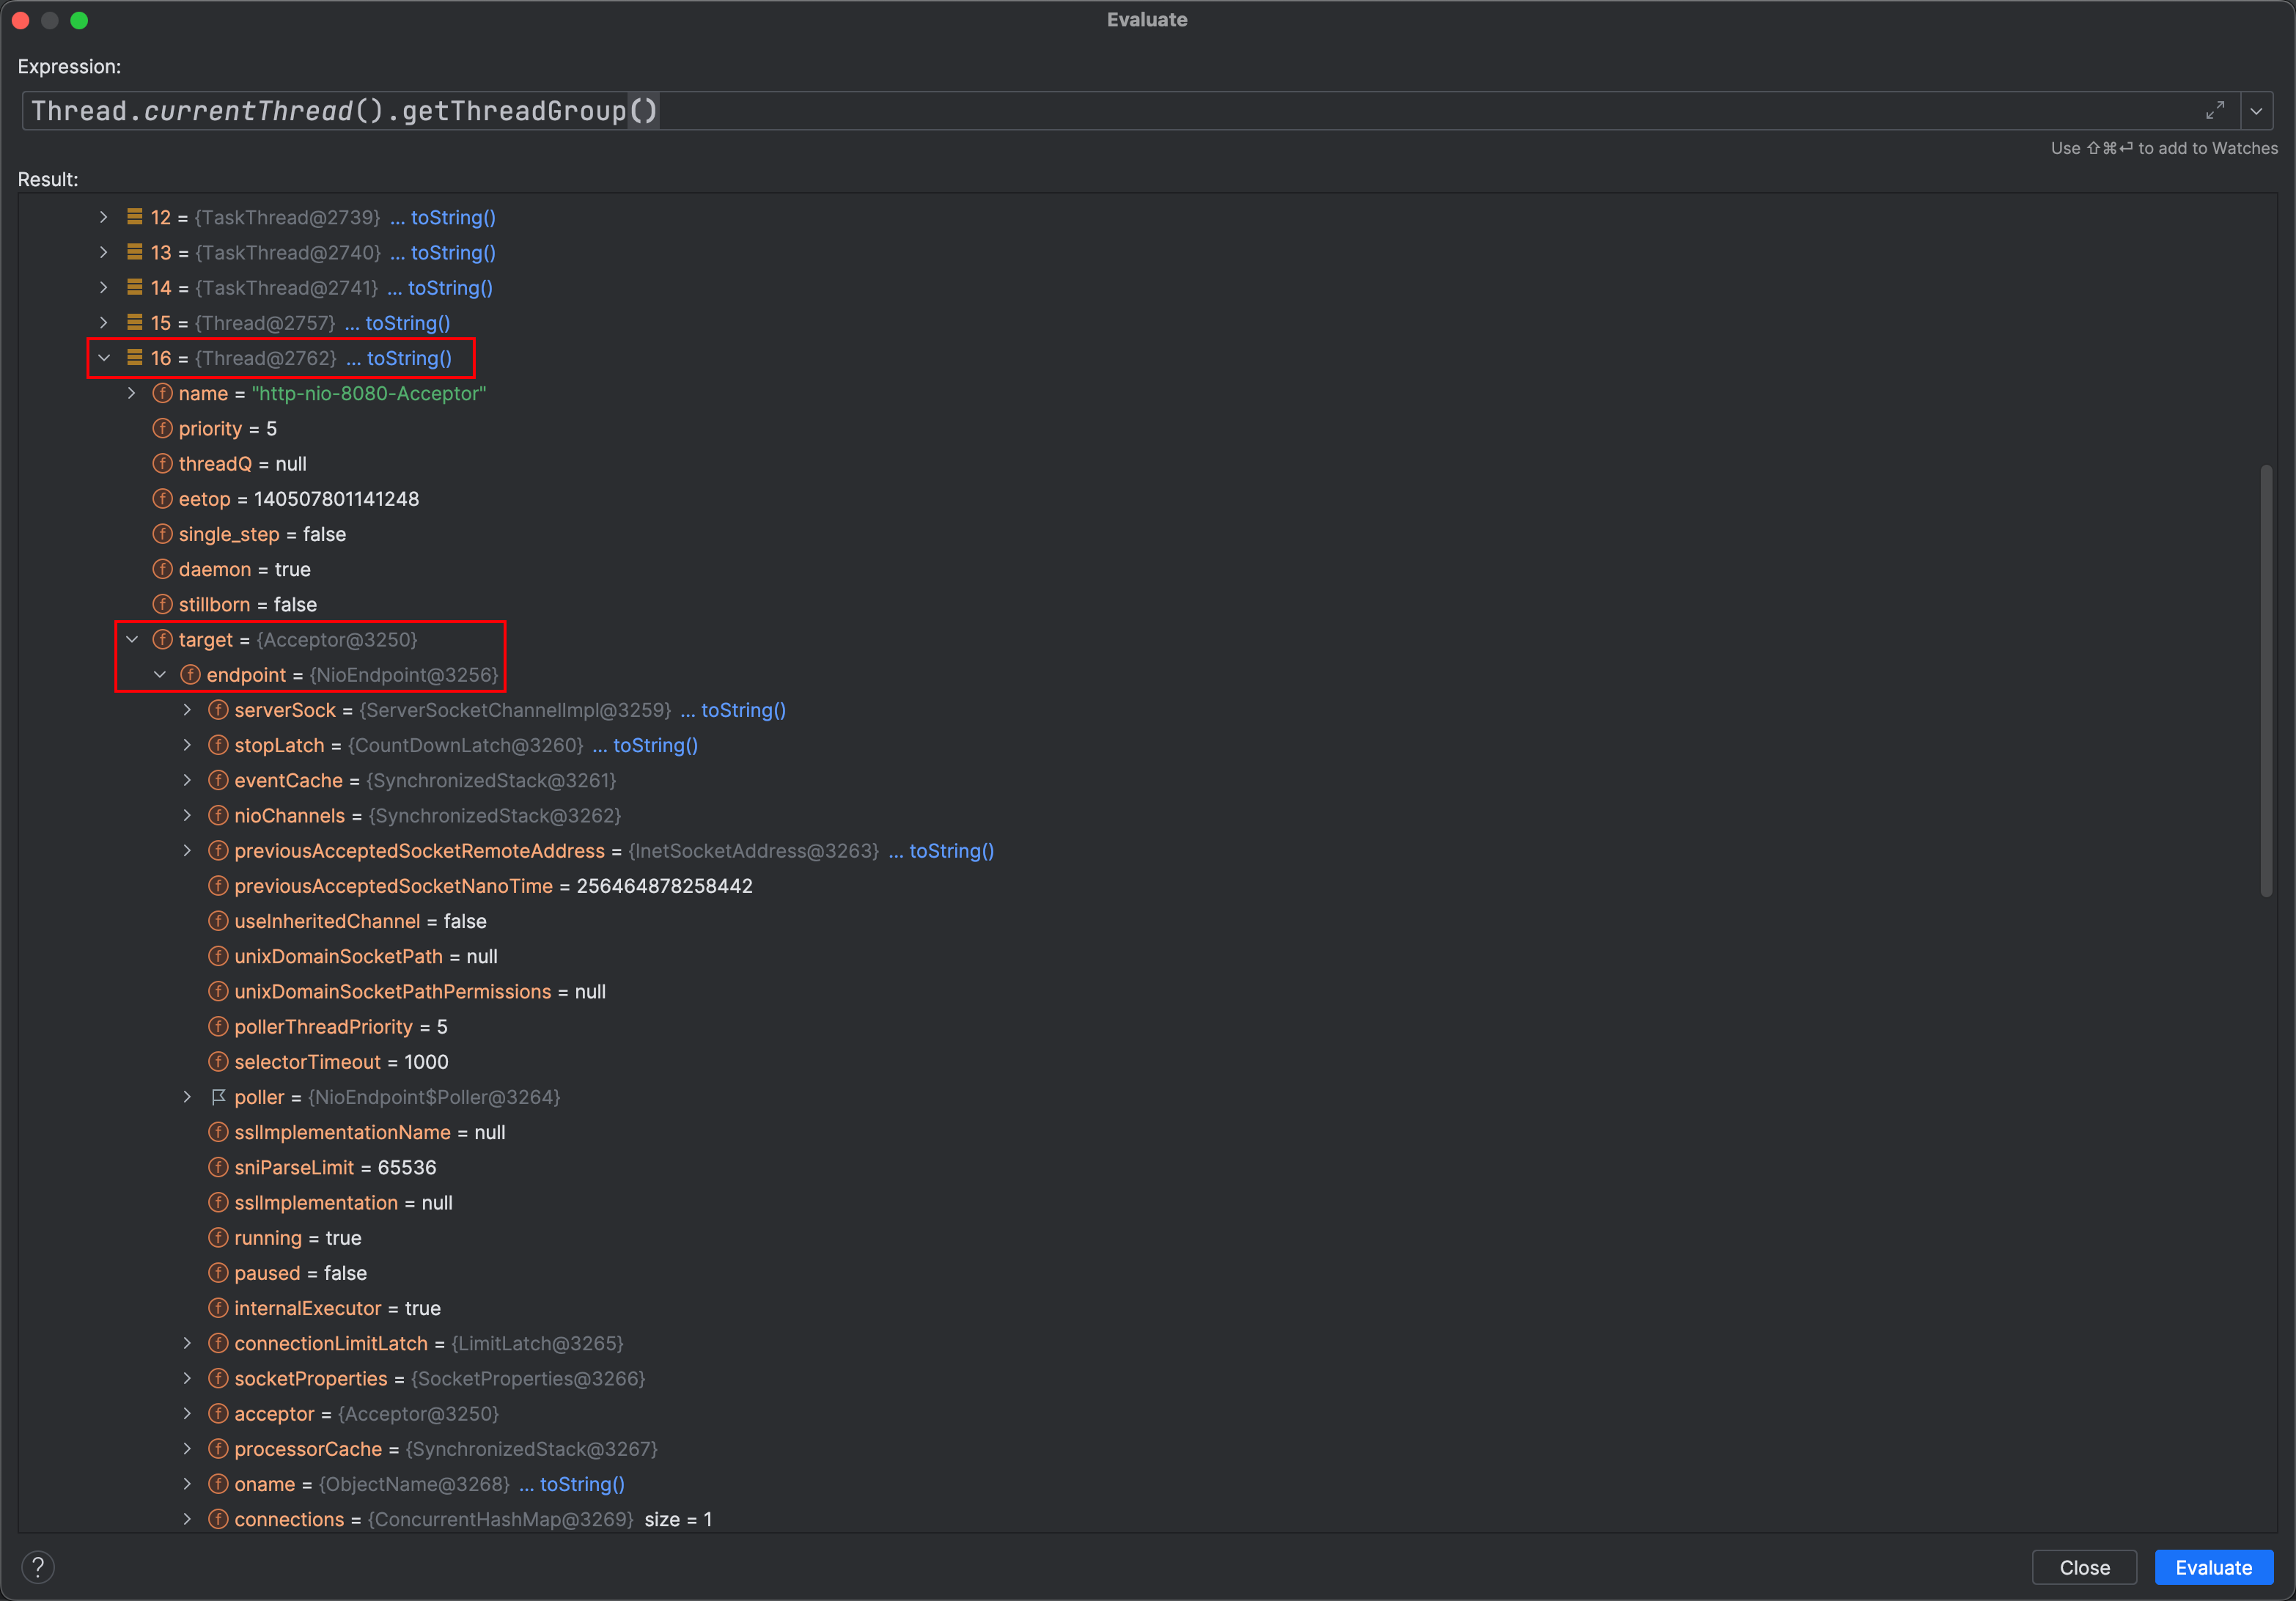 Evaluate
Expression:
Thread.currentThread().getThreadGroup()
Use ⇧⌘⏎ to add to Watches
Result:
12 = {TaskThread@2739} ... toString()
13 = {TaskThread@2740} ... toString()
14 = {TaskThread@2741} ... toString()
15 = {Thread@2757} ... toString()
16 = {Thread@2762} ... toString()
f name = "http-nio-8080-Acceptor"
f priority = 5
f threadQ = null
f eetop = 140507801141248
f single_step = false
f daemon = true
f stillborn = false
f target = {Acceptor@3250}
f endpoint = {NioEndpoint@3256}
f serverSock = {ServerSocketChannelImpl@3259} ... toString()
f stopLatch = {CountDownLatch@3260} ... toString()
f eventCache = {SynchronizedStack@3261}
f nioChannels = {SynchronizedStack@3262}
f previousAcceptedSocketRemoteAddress = {InetSocketAddress@3263} ... toString()
f previousAcceptedSocketNanoTime = 256464878258442
f useInheritedChannel = false
f unixDomainSocketPath = null
f unixDomainSocketPathPermissions = null
f pollerThreadPriority = 5
f selectorTimeout = 1000
poller = {NioEndpoint$Poller@3264}
f sslImplementationName = null
f sniParseLimit = 65536
f sslImplementation = null
f running = true
f paused = false
f internalExecutor = true
f connectionLimitLatch = {LimitLatch@3265}
f socketProperties = {SocketProperties@3266}
f acceptor = {Acceptor@3250}
f processorCache = {SynchronizedStack@3267}
f oname = {ObjectName@3268} ... toString()
f connections = {ConcurrentHashMap@3269} size = 1
?
Close
Evaluate